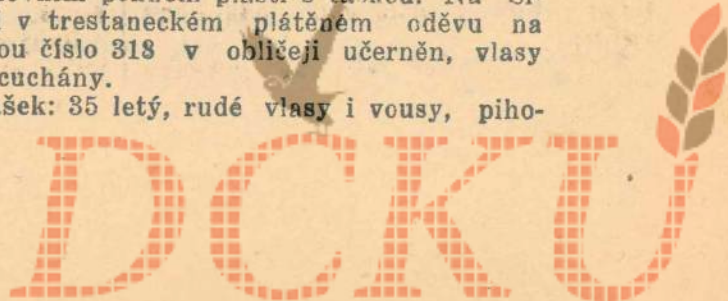 v trestaneckém plátěném oděvu na
ou číslo 318 v obličeji učerněn, vlasy
cuchány.
šek: 35 letý, rudé vlasy i vousy, piho-
DCKU